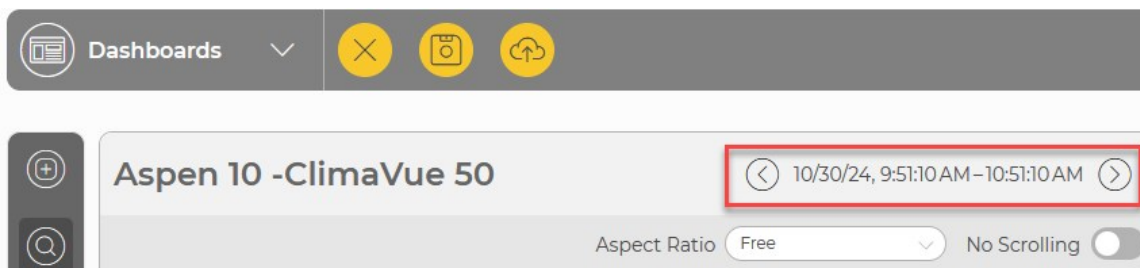 Dashboards
Aspen 10 -ClimaVue 50
10/30/24, 9:51:10 AM – 10:51:10 AM
Aspect Ratio Free No Scrolling